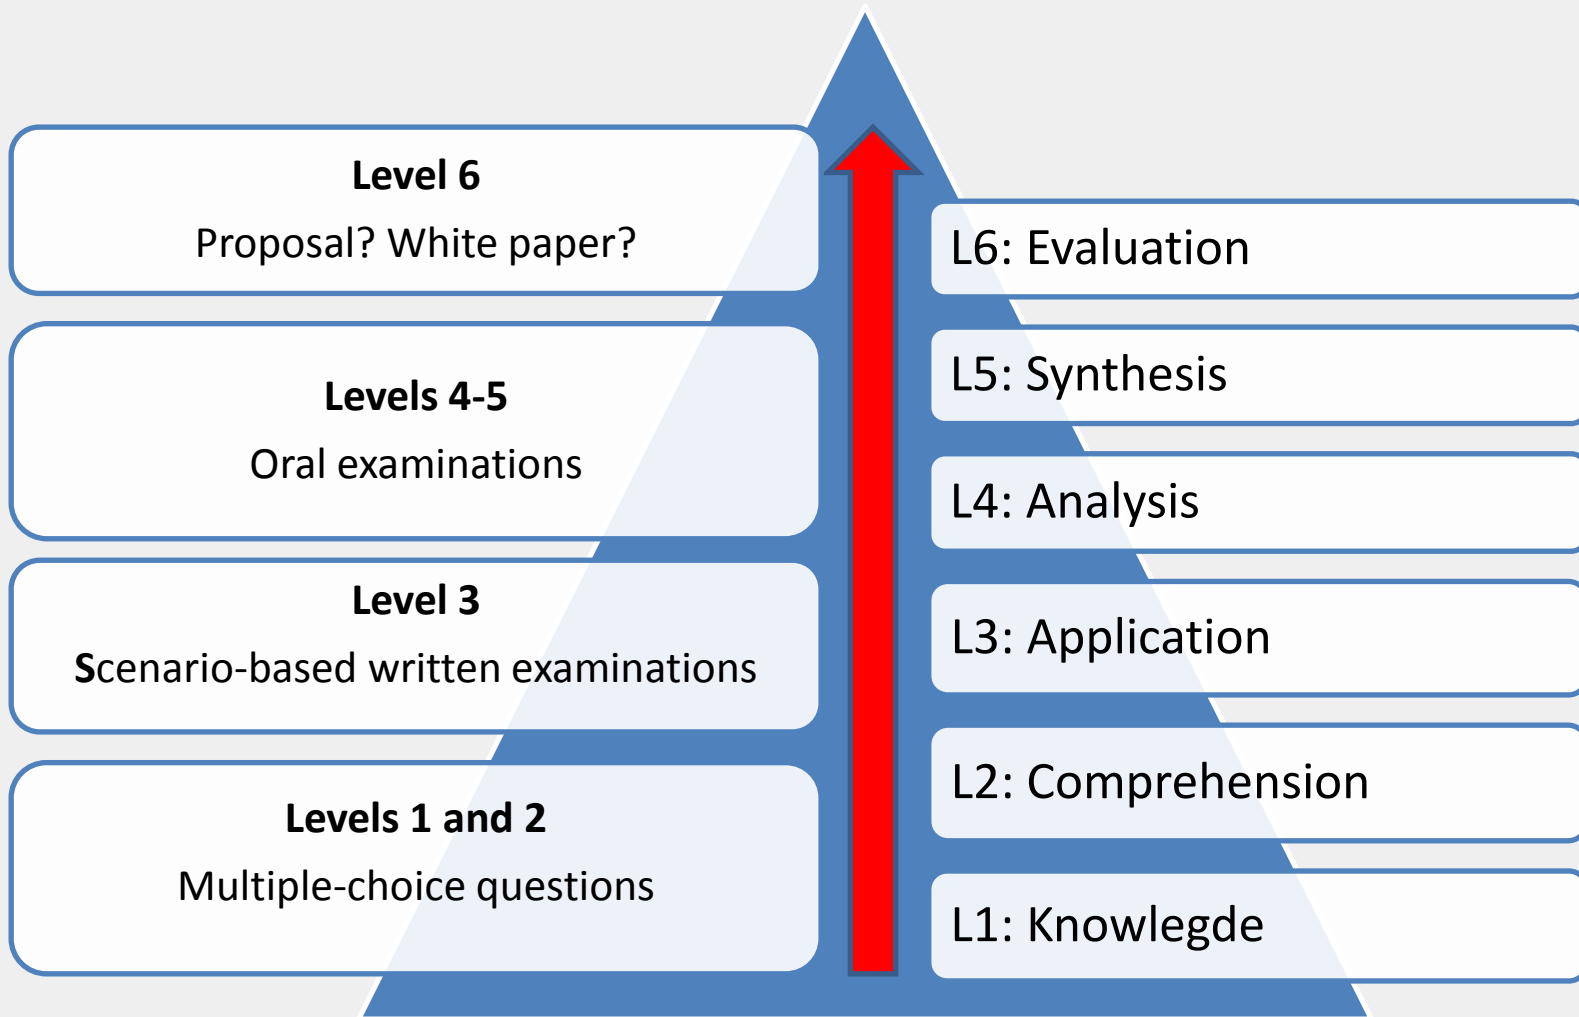 Level 6
Proposal? White paper?
Levels 4-5
Oral examinations
Level 3
Scenario-based written examinations
Levels 1 and 2
Multiple-choice questions
L6: Evaluation
L5: Synthesis
L4: Analysis
L3: Application
L2: Comprehension
L1: Knowlegde